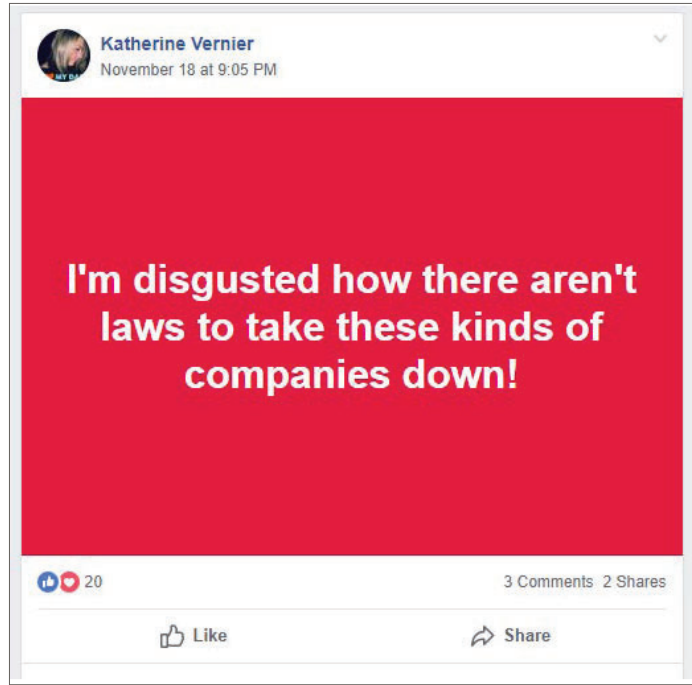 Katherine Vernier
November 18 at 9:05 PM
I'm disgusted how there aren't
laws to take these kinds of
companies down!
20
3 Comments 2 Shares
Like
Share